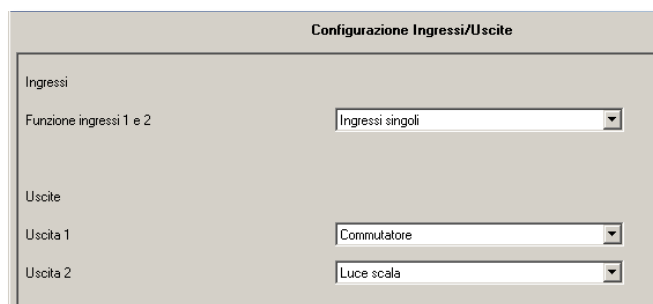 Configurazione Ingressi/Uscite
Ingressi
Funzione ingressi 1 e 2 Ingressi singoli
Uscite
Uscita 1 Commutatore
Uscita 2 Luce scala